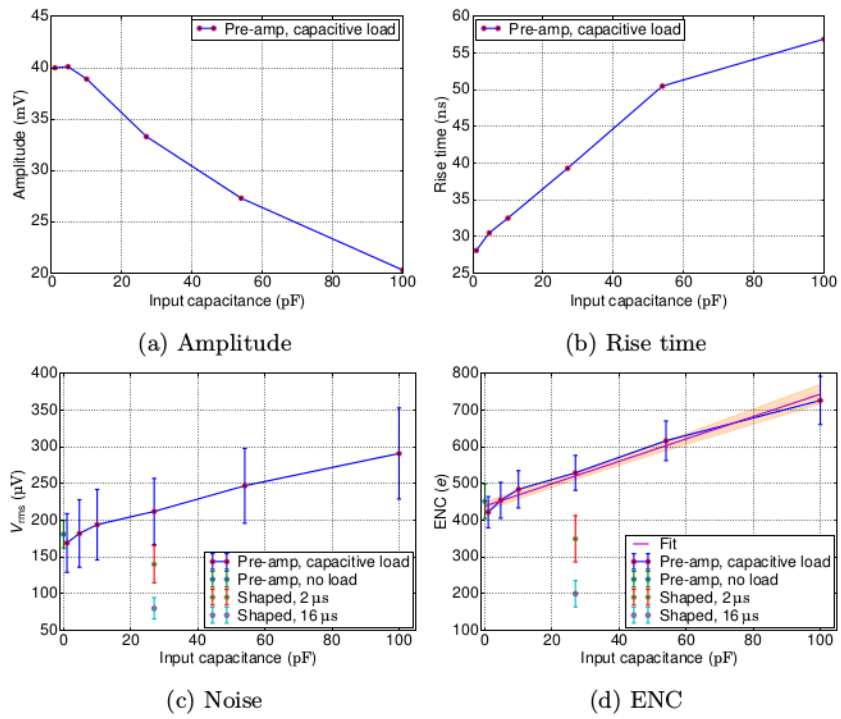 45
40
35
30
25
20
Amplitude (mV)
Pre-amp, capacitive load
0 20 40 60 80 100
Input capacitance (pF)
(a) Amplitude
60
55
50
45
40
35
30
25
Rise time (ns)
Pre-amp, capacitive load
0 20 40 60 80 100
Input capacitance (pF)
(b) Rise time
400
350
300
250
200
150
100
50
Vrms (μV)
Pre-amp, capacitive load
Pre-amp, no load
Shaped, 2 μs
Shaped, 16 μs
0 20 40 60 80 100
Input capacitance (pF)
(c) Noise
800
700
600
500
400
300
200
100
ENC (e)
Fit
Pre-amp, capacitive load
Pre-amp, no load
Shaped, 2 μs
Shaped, 16 μs
0 20 40 60 80 100
Input capacitance (pF)
(d) ENC